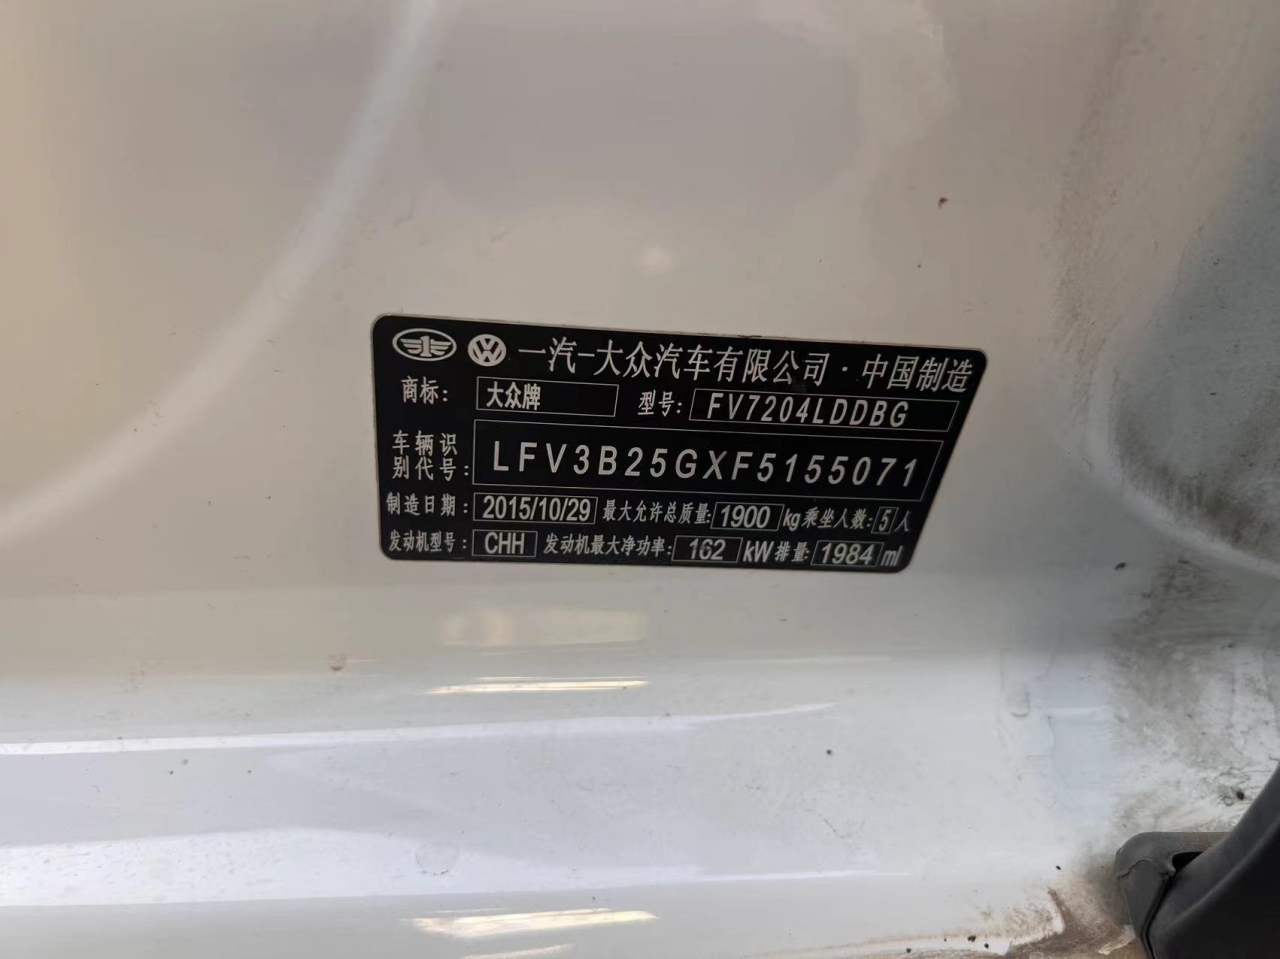 一汽-大众汽车有限公司·中国制造
商标: 大众牌 型号: FV7204LDDBG
车辆识别代号: LFV3B25GXF5155071
制造日期: 2015/10/29 最大允许总质量: 1900 kg 乘坐人数: 5 人
发动机型号: CHH 发动机最大净功率: 162 kW 排量: 1984 ml